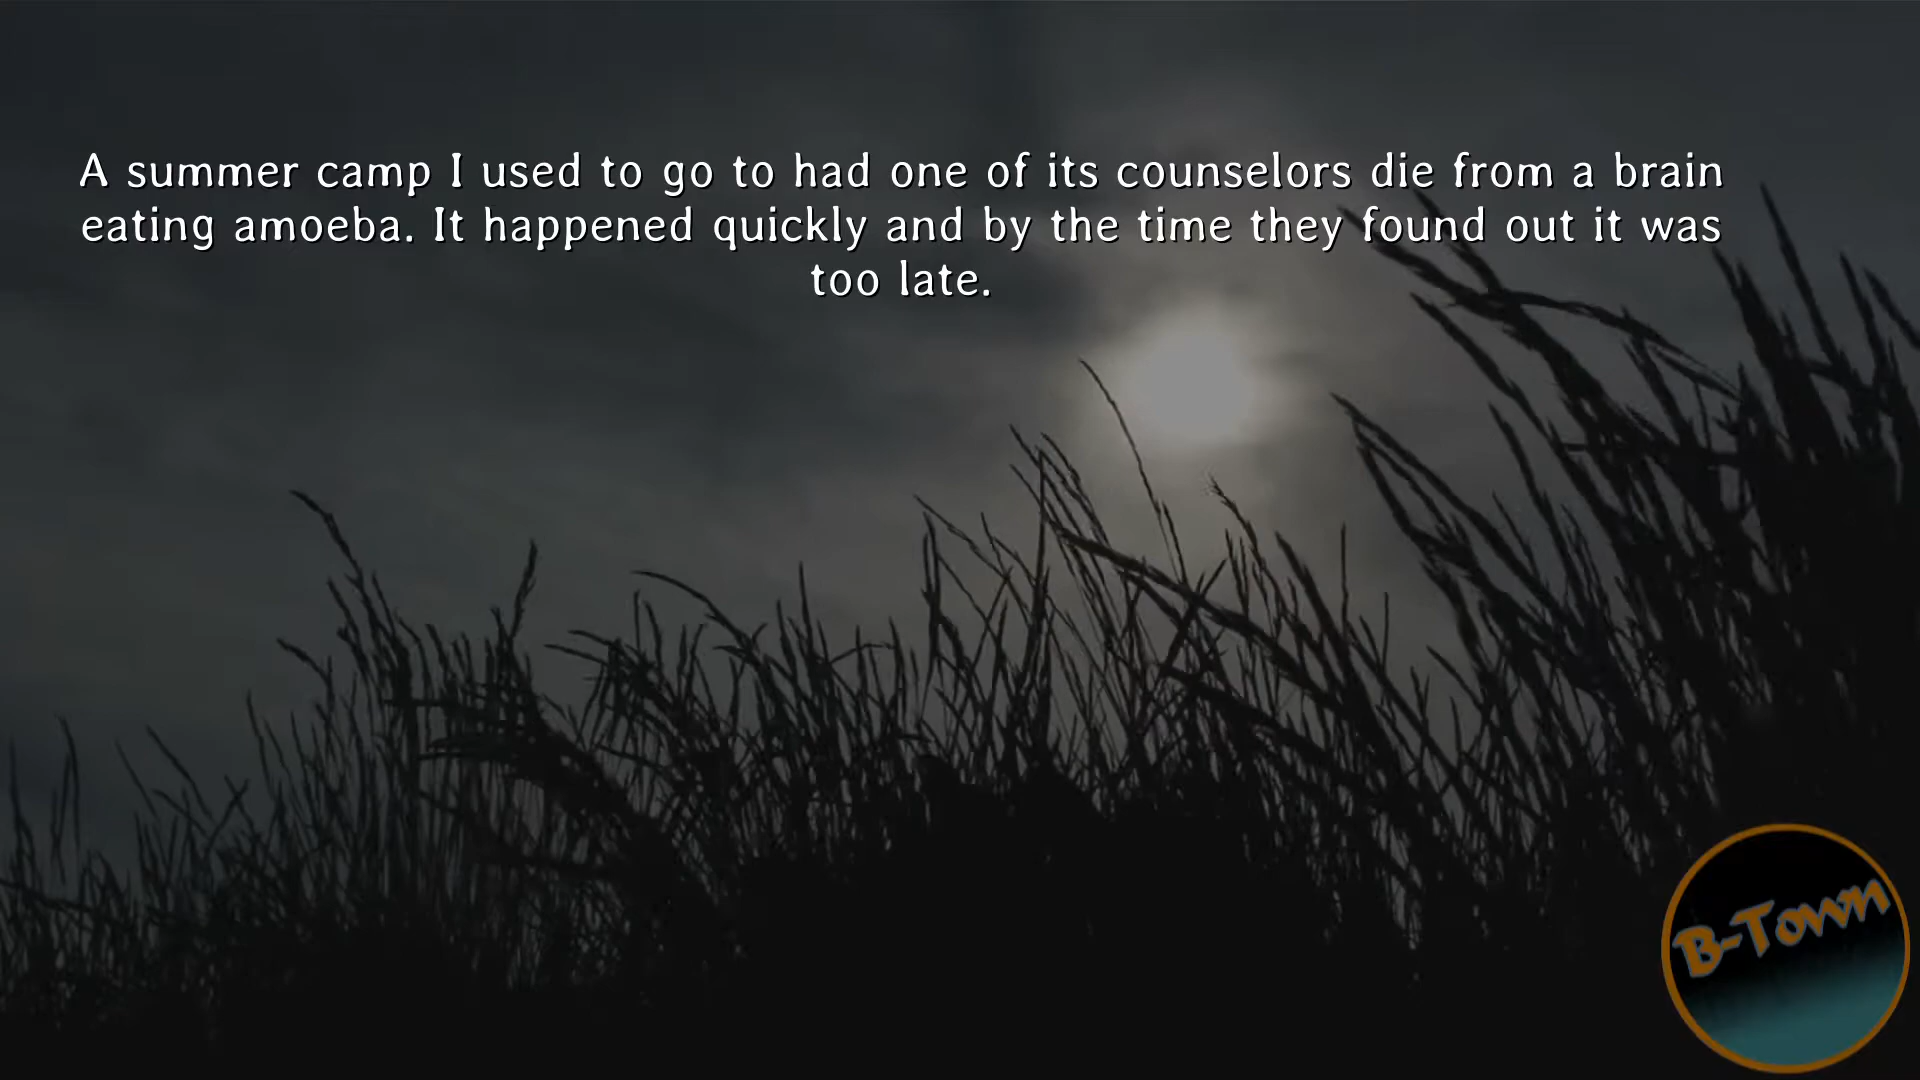 A summer camp I used to go to had one of its counselors die from a brain
eating amoeba. It happened quickly and by the time they found out it was
too late.
B-Town